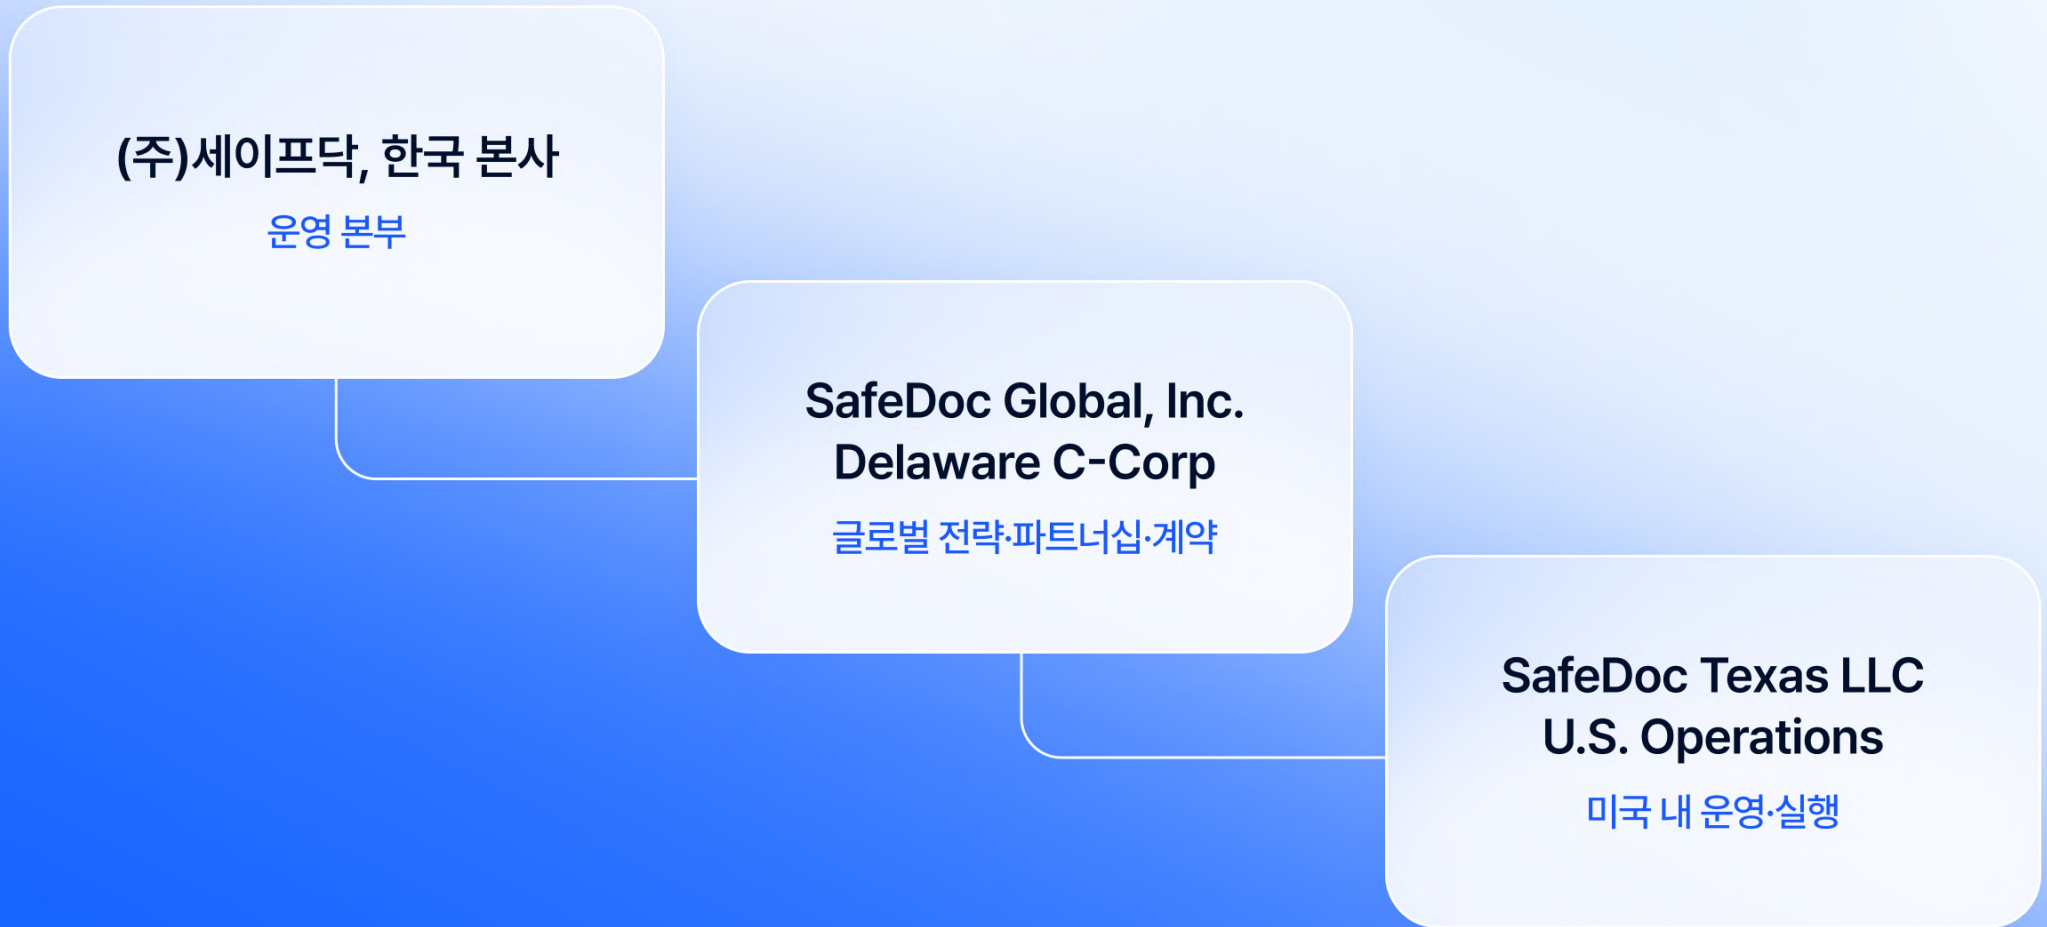 (주)세이프닥, 한국 본사
운영 본부
SafeDoc Global, Inc.
Delaware C-Corp
글로벌 전략·파트너십·계약
SafeDoc Texas LLC
U.S. Operations
미국 내 운영·실행